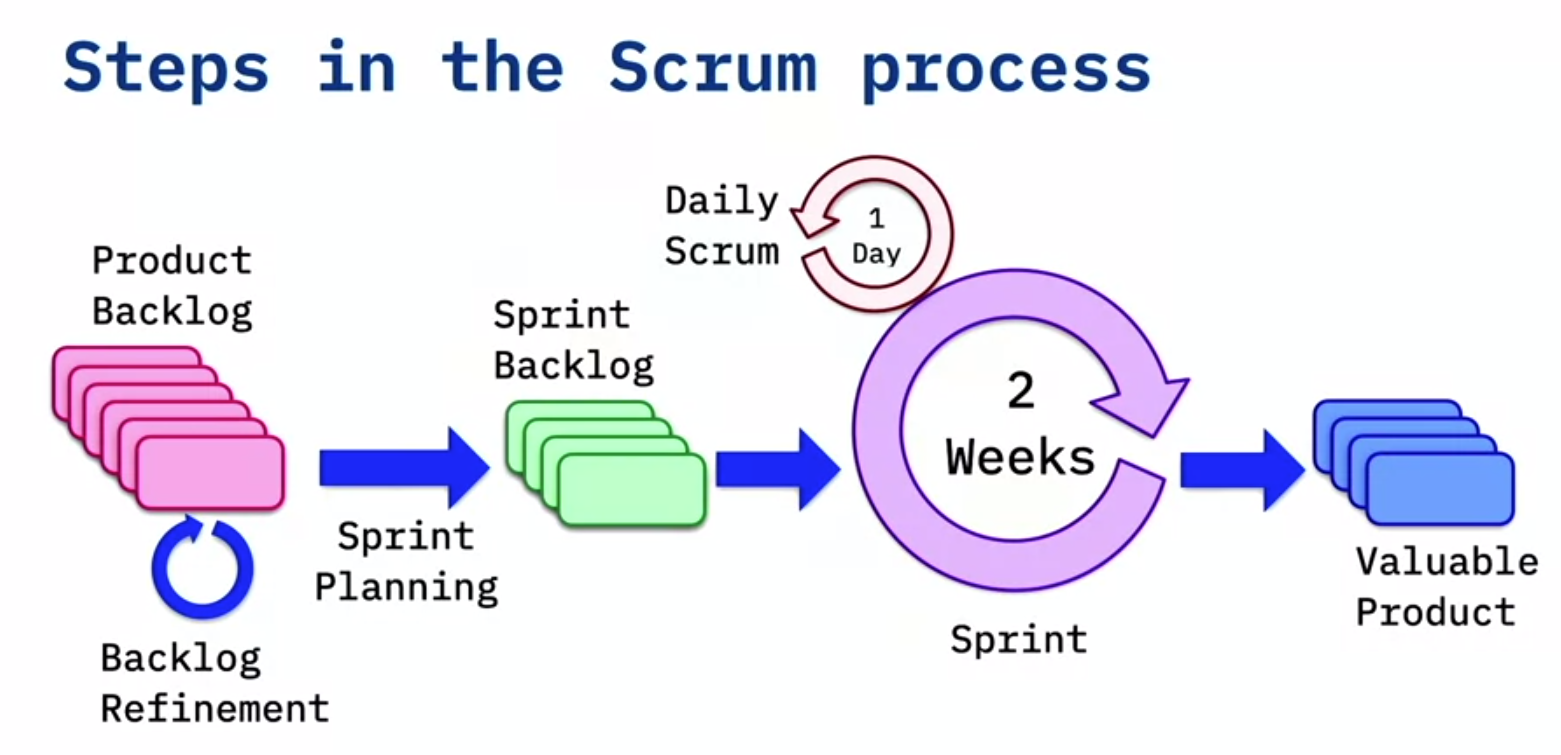 Steps in the Scrum process
Product
Backlog
Backlog
Refinement
Sprint
Planning
Sprint
Backlog
Daily
Scrum
1
Day
2
Weeks
Sprint
Valuable
Product